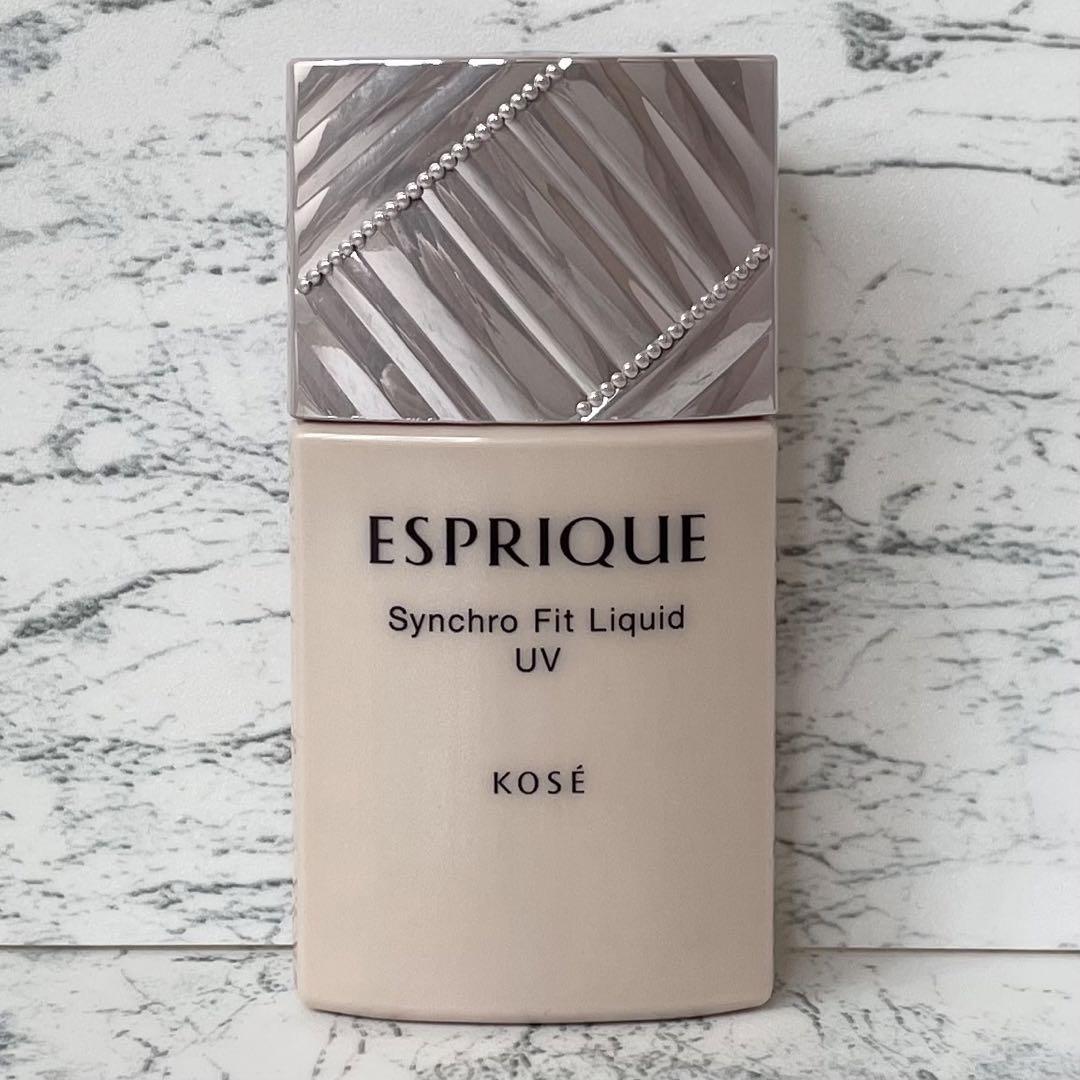 ESPRIQUE
Synchro Fit Liquid
UV
KOSÉ